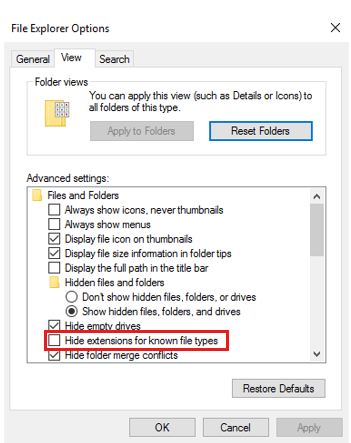 File Explorer Options
General View Search
Folder views
You can apply this view (such as Details or Icons) to
all folders of this type.
Apply to Folders Reset Folders
Advanced settings:
Files and Folders
Always show icons, never thumbnails
Always show menus
Display file icon on thumbnails
Display file size information in folder tips
Display the full path in the title bar
Hidden files and folders
Don't show hidden files, folders, or drives
Show hidden files, folders, and drives
Hide empty drives
Hide extensions for known file types
Hide folder merge conflicts
Restore Defaults
OK Cancel Apply